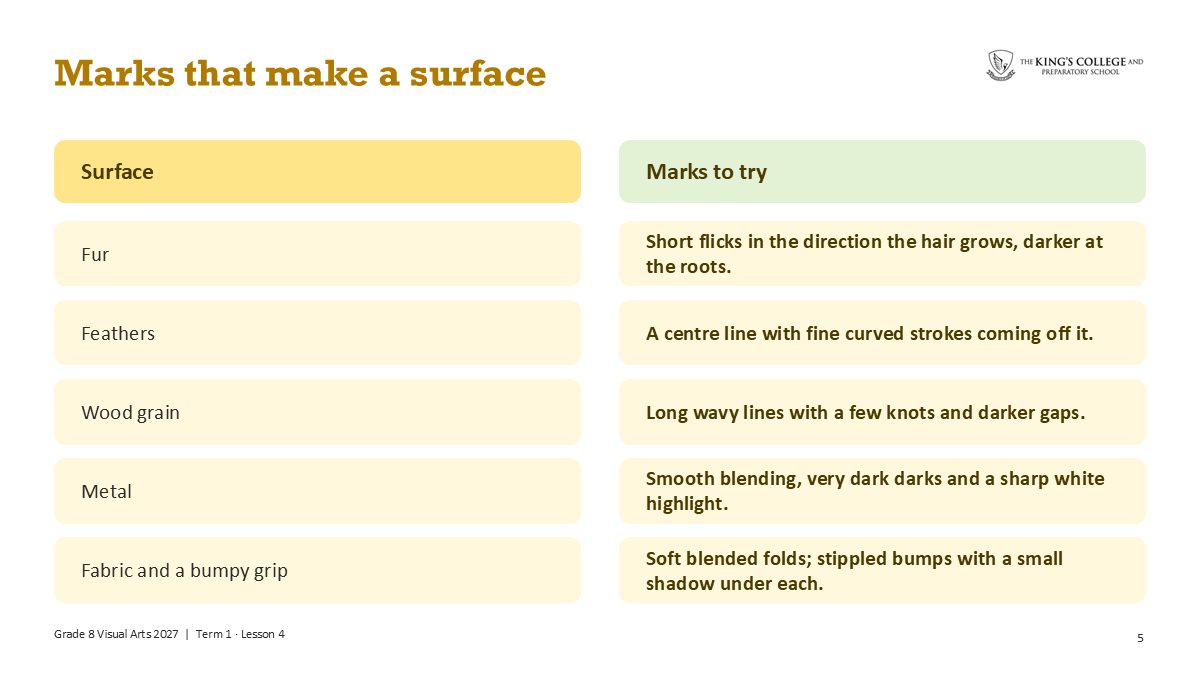 Marks that make a surface
THE KING'S COLLEGE AND
PREPARATORY SCHOOL
Surface
Marks to try
Fur
Short flicks in the direction the hair grows, darker at
the roots.
Feathers
A centre line with fine curved strokes coming off it.
Wood grain
Long wavy lines with a few knots and darker gaps.
Metal
Smooth blending, very dark darks and a sharp white
highlight.
Fabric and a bumpy grip
Soft blended folds; stippled bumps with a small
shadow under each.
Grade 8 Visual Arts 2027 | Term 1 · Lesson 4
5